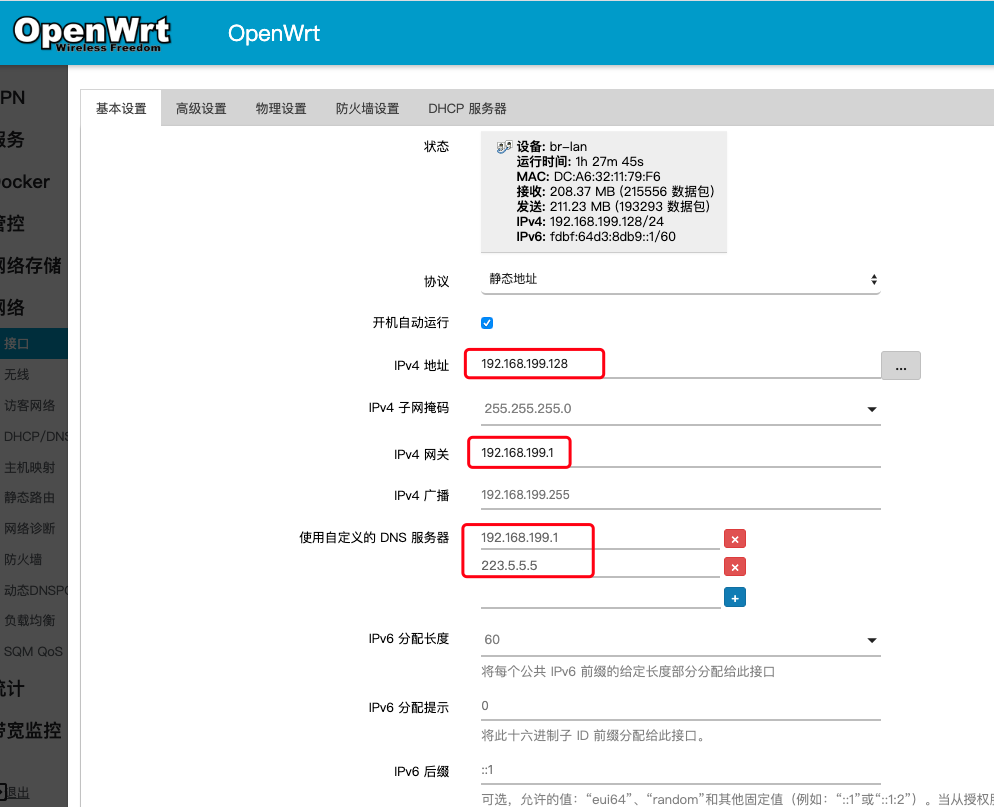 OpenWrt
Wireless Freedom
OpenWrt
PN
服务
ocker
管控
网络存储
网络
接口
无线
访客网络
DHCP/DNS
主机映射
静态路由
网络诊断
防火墙
动态DNSPO
负载均衡
SQM QoS
统计
带宽监控
退出
基本设置 高级设置 物理设置 防火墙设置 DHCP 服务器
状态
设备: br-lan
运行时间: 1h 27m 45s
MAC: DC:A6:32:11:79:F6
接收: 208.37 MB (215556 数据包)
发送: 211.23 MB (193293 数据包)
IPv4: 192.168.199.128/24
IPv6: fdbf:64d3:8db9::1/60
协议 静态地址
开机自动运行
IPv4 地址 192.168.199.128 ...
IPv4 子网掩码 255.255.255.0
IPv4 网关 192.168.199.1
IPv4 广播 192.168.199.255
使用自定义的 DNS 服务器 192.168.199.1 ×
223.5.5.5 ×
+
IPv6 分配长度 60
将每个公共 IPv6 前缀的给定长度部分分配给此接口
IPv6 分配提示 0
将此十六进制子 ID 前缀分配给此接口。
IPv6 后缀 ::1
可选，允许的值：“eui64”、“random”和其他固定值（例如：“::1”或“::1:2”）。当从授权